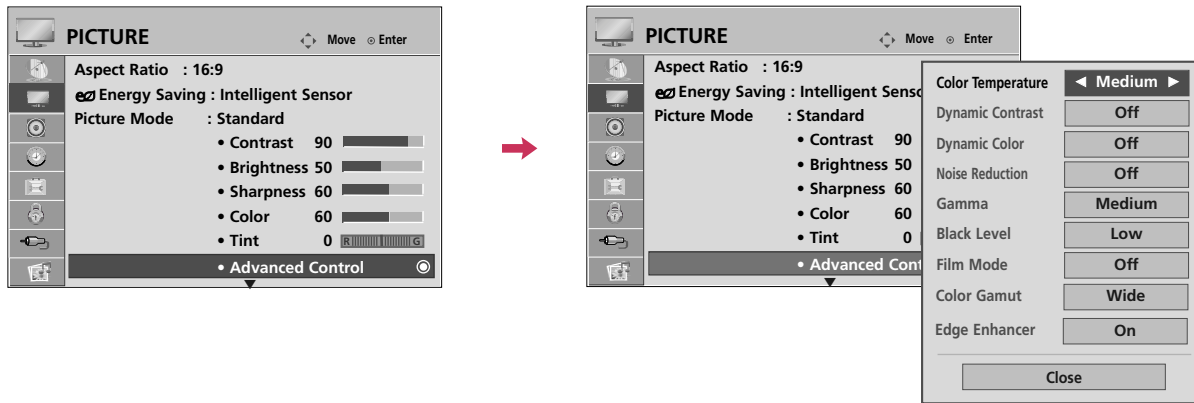 PICTURE
Move Enter
Aspect Ratio : 16:9
Energy Saving : Intelligent Sensor
Picture Mode : Standard
• Contrast 90
• Brightness 50
• Sharpness 60
• Color 60
• Tint 0 R G
• Advanced Control
PICTURE
Move Enter
Aspect Ratio : 16:9
Energy Saving : Intelligent Senso
Picture Mode : Standard
• Contrast 90
• Brightness 50
• Sharpness 60
• Color 60
• Tint 0
• Advanced Cont
Color Temperature ◄ Medium ►
Dynamic Contrast Off
Dynamic Color Off
Noise Reduction Off
Gamma Medium
Black Level Low
Film Mode Off
Color Gamut Wide
Edge Enhancer On
Close